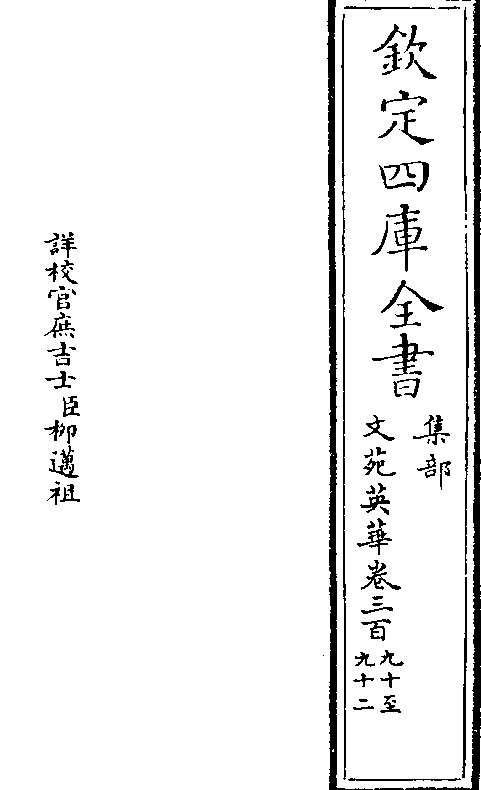 欽定四庫全書
集部
文苑英華卷三百
九十至
九十二
詳校官庶吉士臣柳邁祖